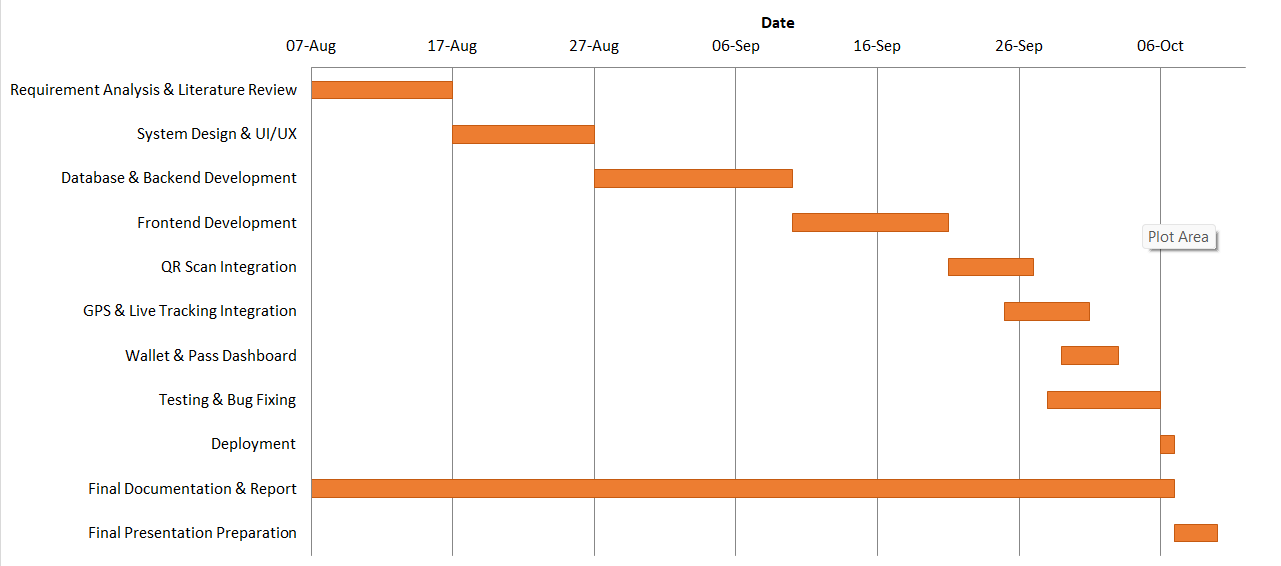 Date
07-Aug 17-Aug 27-Aug 06-Sep 16-Sep 26-Sep 06-Oct
Requirement Analysis & Literature Review
System Design & UI/UX
Database & Backend Development
Frontend Development
Plot Area
QR Scan Integration
GPS & Live Tracking Integration
Wallet & Pass Dashboard
Testing & Bug Fixing
Deployment
Final Documentation & Report
Final Presentation Preparation